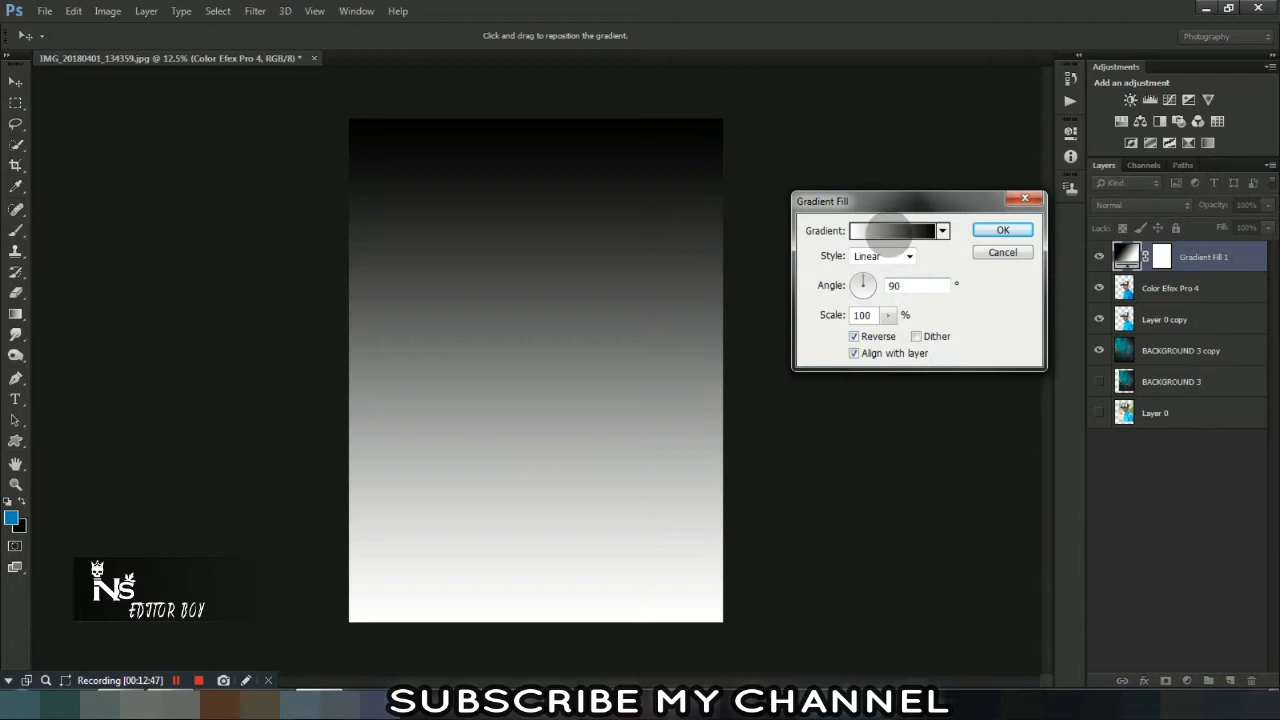 Ps File Edit Image Layer Type Select Filter 3D View Window Help
Click and drag to reposition the gradient.
Photography
IMG_20180401_134359.jpg @ 12.5% (Color Efex Pro 4, RGB/8) * ×
Adjustments
Add an adjustment
Layers Channels Paths
Kind
Normal Opacity: 100%
Lock: Fill: 100%
Gradient Fill 1
Color Efex Pro 4
Layer 0 copy
BACKGROUND 3 copy
BACKGROUND 3
Layer 0
Gradient Fill
Gradient: OK
Style: Linear Cancel
Angle: 90 °
Scale: 100 %
Reverse Dither
Align with layer
NS
EDITOR BOY
Recording [00:12:47]
SUBSCRIBE MY CHANNEL